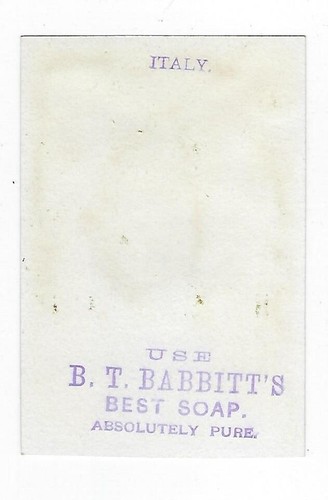 ITALY.
USE
B. T. BABBITT'S
BEST SOAP.
ABSOLUTELY PURE.